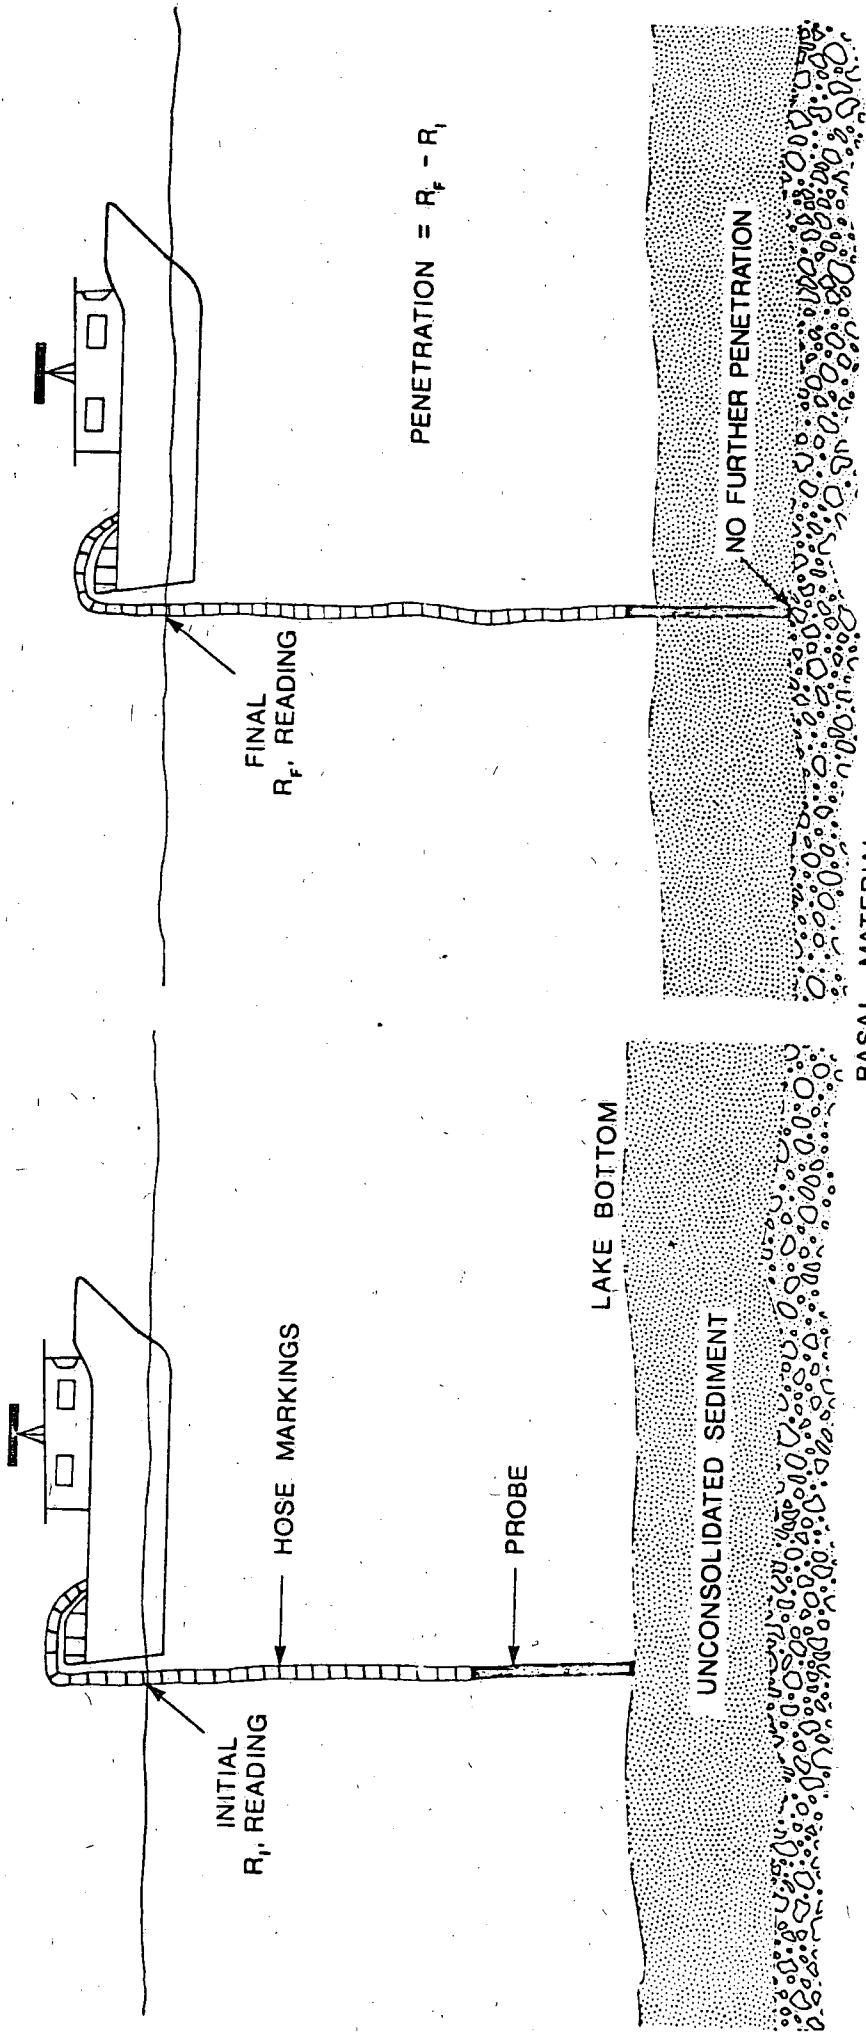 INITIAL
R_I, READING
HOSE MARKINGS
PROBE
LAKE BOTTOM
UNCONSOLIDATED SEDIMENT
BASAL MATERIAL
FINAL
R_F, READING
PENETRATION = R_F - R_I
NO FURTHER PENETRATION